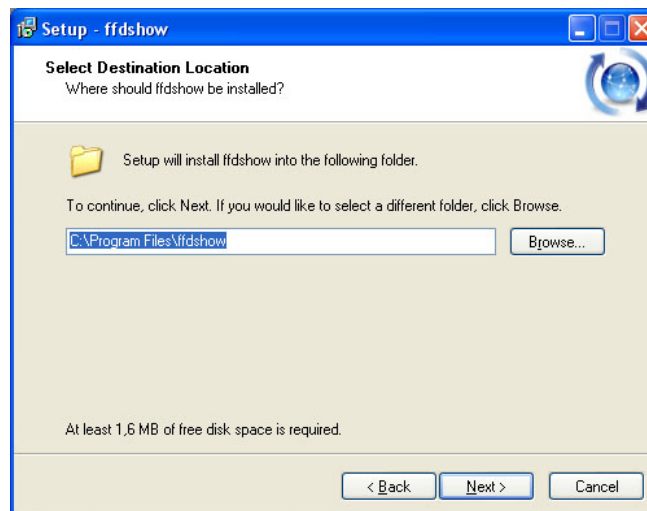 Setup - ffdshow
Select Destination Location
Where should ffdshow be installed?
Setup will install ffdshow into the following folder.
To continue, click Next. If you would like to select a different folder, click Browse.
C:\Program Files\ffdshow
Browse...
At least 1,6 MB of free disk space is required.
< Back
Next >
Cancel